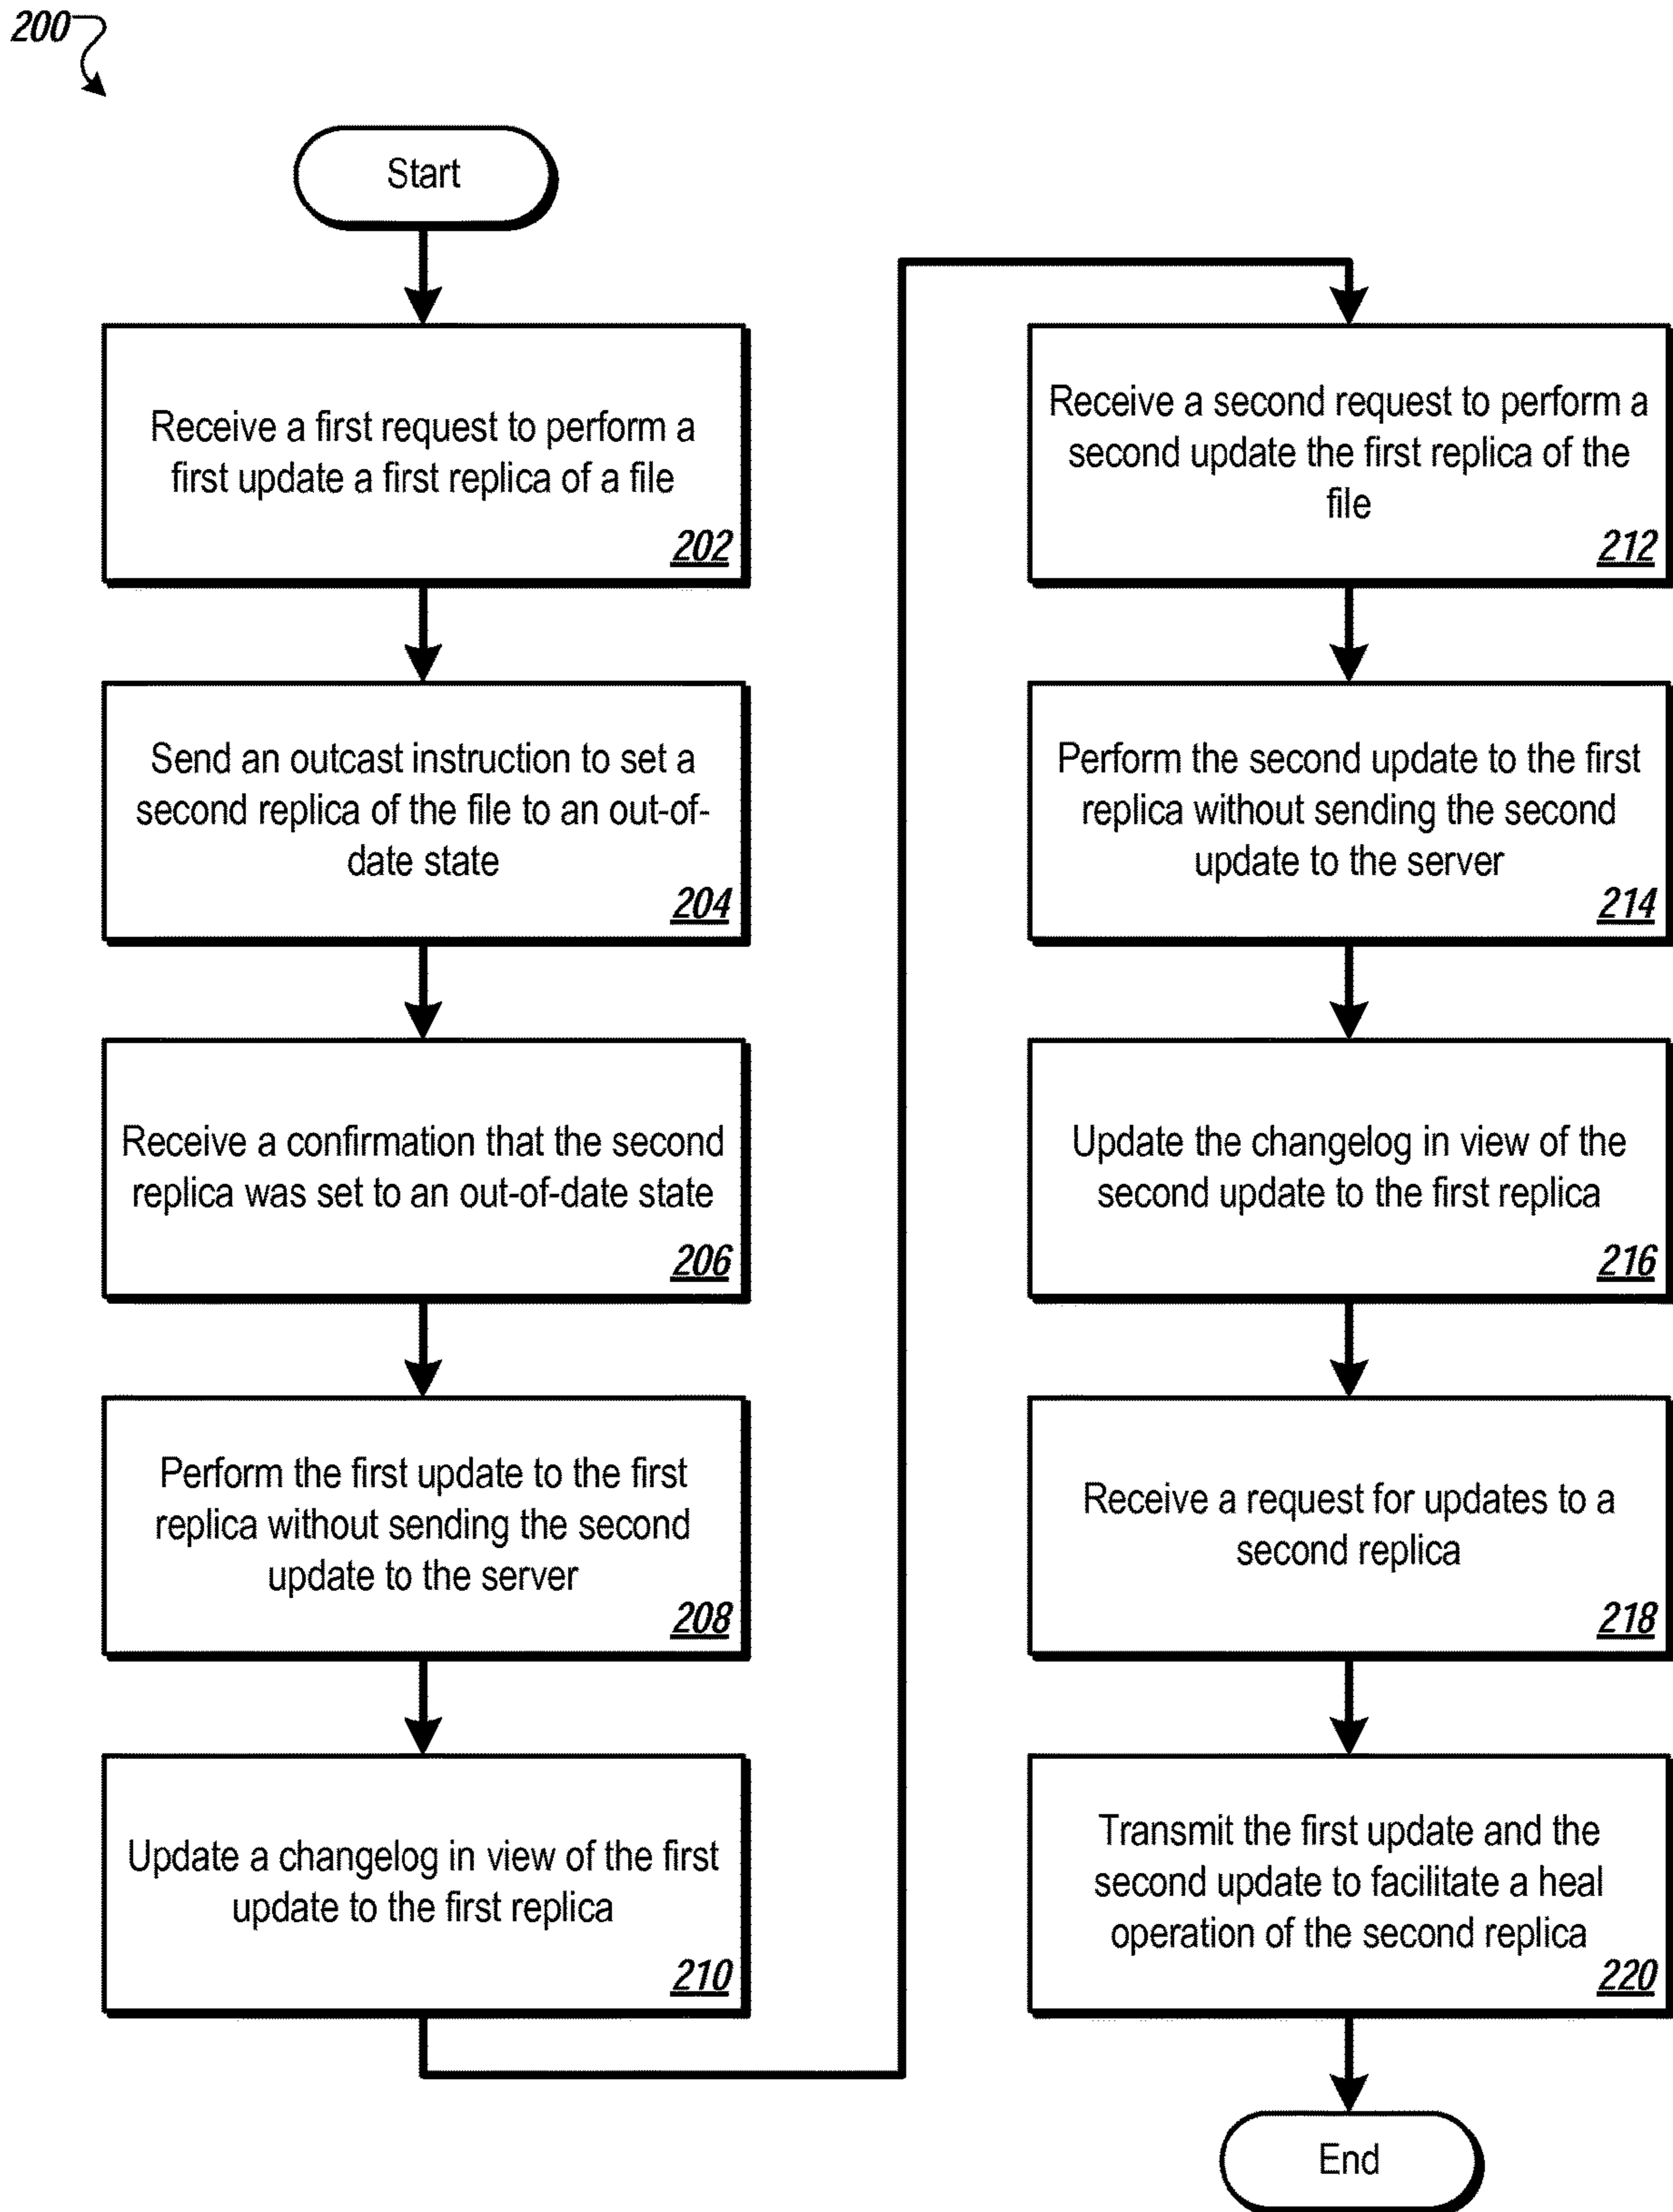 200
Start
Receive a first request to perform a
first update a first replica of a file
202
Send an outcast instruction to set a
second replica of the file to an out-of-
date state
204
Receive a confirmation that the second
replica was set to an out-of-date state
206
Perform the first update to the first
replica without sending the second
update to the server
208
Update a changelog in view of the first
update to the first replica
210
Receive a second request to perform a
second update the first replica of the
file
212
Perform the second update to the first
replica without sending the second
update to the server
214
Update the changelog in view of the
second update to the first replica
216
Receive a request for updates to a
second replica
218
Transmit the first update and the
second update to facilitate a heal
operation of the second replica
220
End